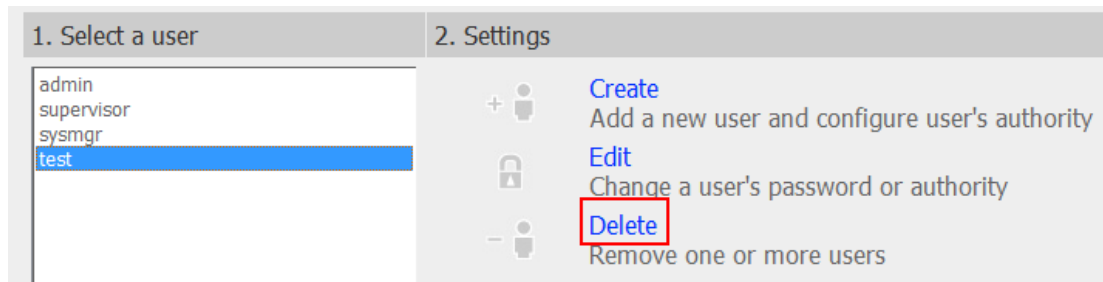 1. Select a user
2. Settings
admin
supervisor
sysmgr
test
Create
Add a new user and configure user's authority
Edit
Change a user's password or authority
Delete
Remove one or more users